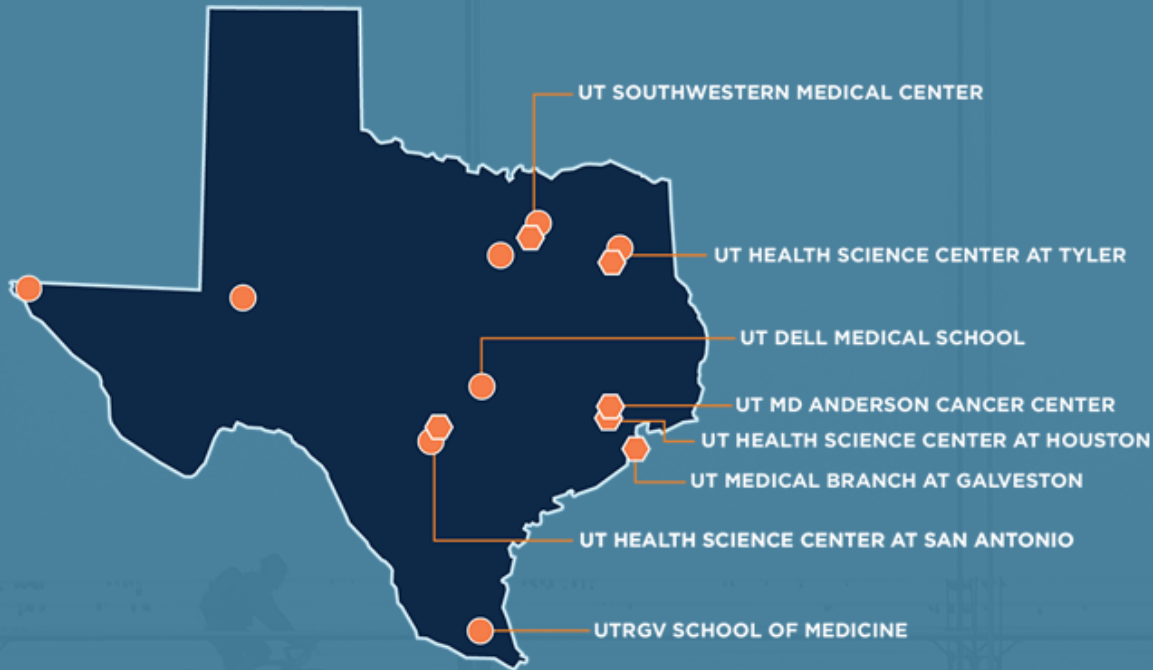 UT SOUTHWESTERN MEDICAL CENTER
UT HEALTH SCIENCE CENTER AT TYLER
UT DELL MEDICAL SCHOOL
UT MD ANDERSON CANCER CENTER
UT HEALTH SCIENCE CENTER AT HOUSTON
UT MEDICAL BRANCH AT GALVESTON
UT HEALTH SCIENCE CENTER AT SAN ANTONIO
UTRGV SCHOOL OF MEDICINE